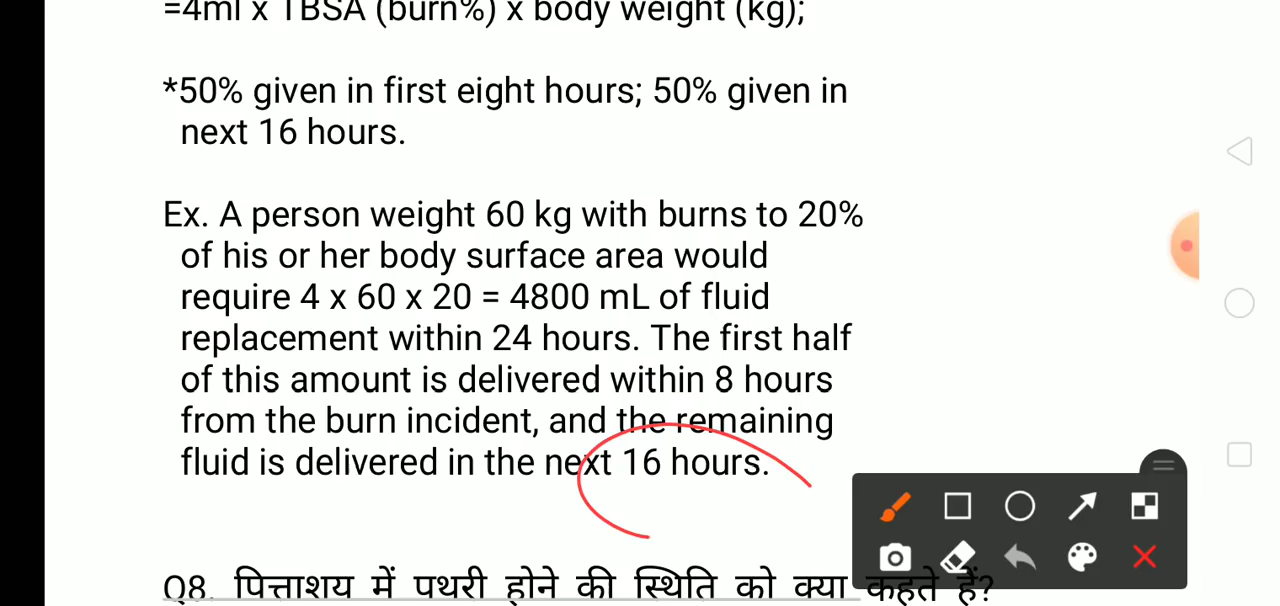 =4ml x TBSA (burn%) x body weight (kg);
*50% given in first eight hours; 50% given in
next 16 hours.
Ex. A person weight 60 kg with burns to 20%
of his or her body surface area would
require 4 x 60 x 20 = 4800 mL of fluid
replacement within 24 hours. The first half
of this amount is delivered within 8 hours
from the burn incident, and the remaining
fluid is delivered in the next 16 hours.
Q8. पित्ताशय में पथरी होने की स्थिति को क्या कहते हैं?